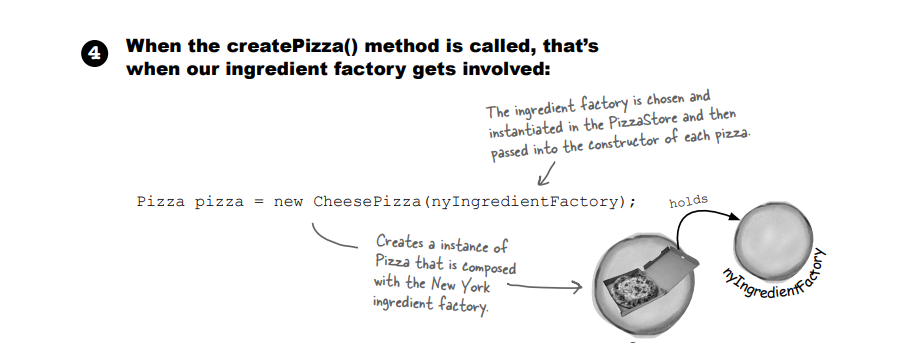 4 When the createPizza() method is called, that's
when our ingredient factory gets involved:
The ingredient factory is chosen and
instantiated in the PizzaStore and then
passed into the constructor of each pizza.
Pizza pizza = new CheesePizza(nyIngredientFactory);
holds
Creates a instance of
Pizza that is composed
with the New York
ingredient factory.
nyIngredientFactory